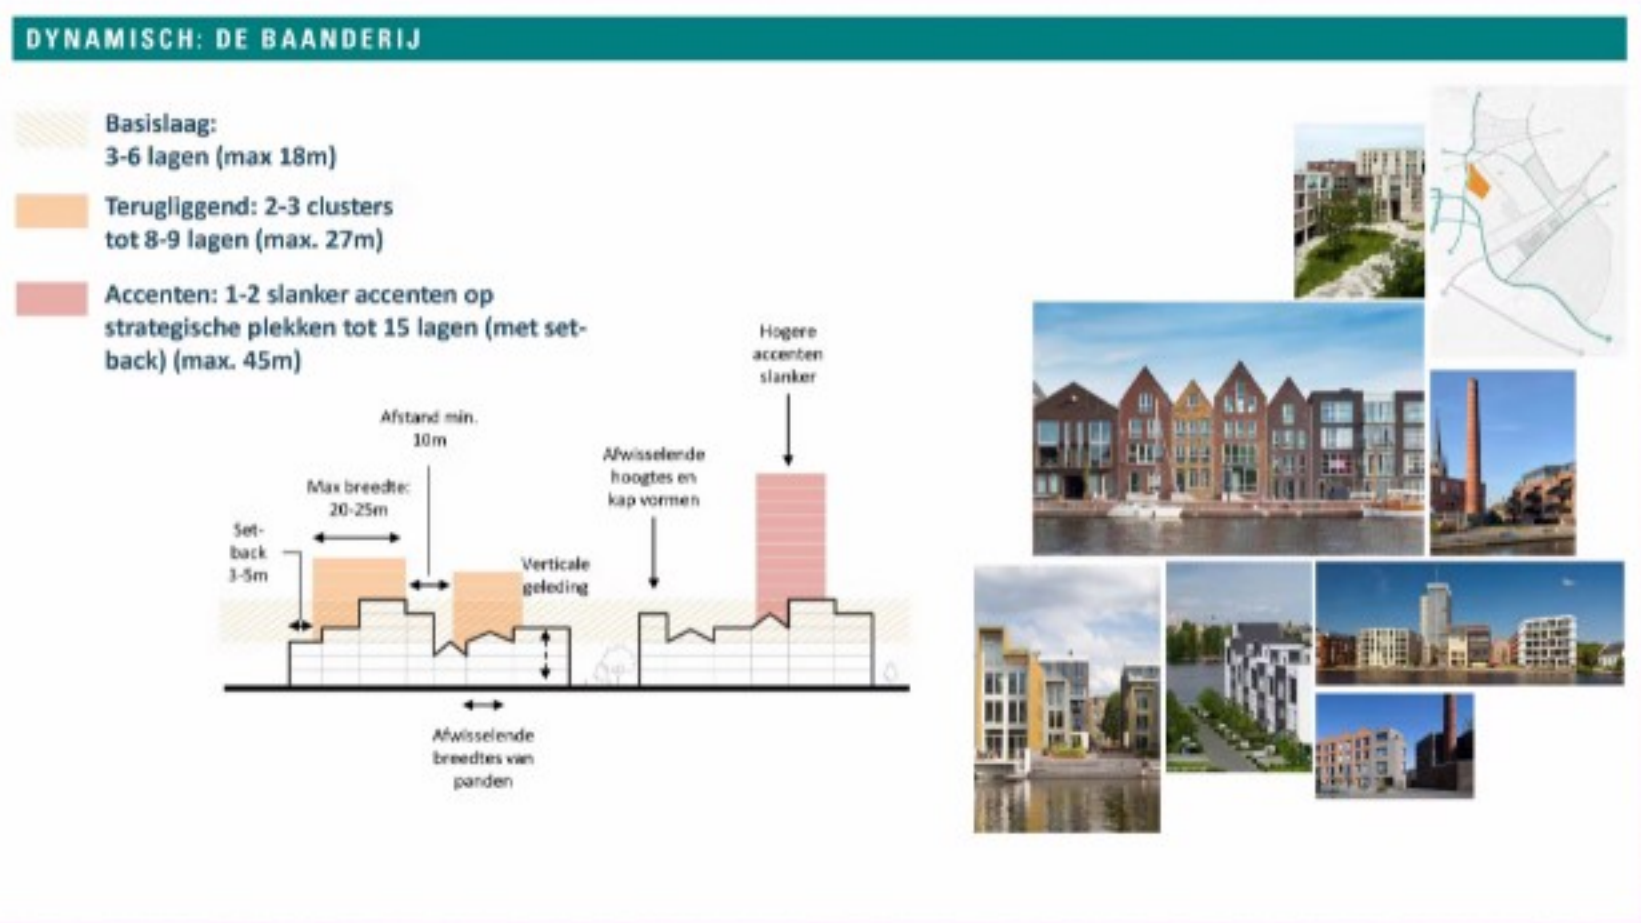 DYNAMISCH: DE BAANDERIJ
Basislaag:
3-6 lagen (max 18m)
Terugliggend: 2-3 clusters
tot 8-9 lagen (max. 27m)
Accenten: 1-2 slanker accenten op
strategische plekken tot 15 lagen (met set-
back) (max. 45m)
Hogere
accenten
slanker
Afstand min.
10m
Afwisselende
hoogtes en
kap vormen
Max breedte:
20-25m
Set-
back
3-5m
Verticale
geleding
Afwisselende
breedtes van
panden